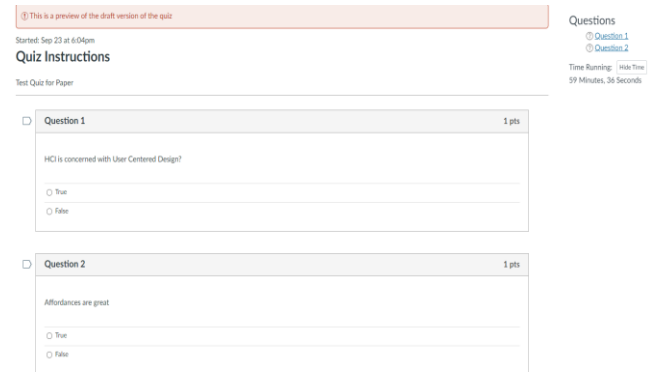 This is a preview of the draft version of the quiz
Started: Sep 23 at 6:04pm
Quiz Instructions
Test Quiz for Paper
Question 1
1 pts
HCI is concerned with User Centered Design?
True
False
Question 2
1 pts
Affordances are great
True
False
Questions
Question 1
Question 2
Time Running: Hide Time
59 Minutes, 36 Seconds